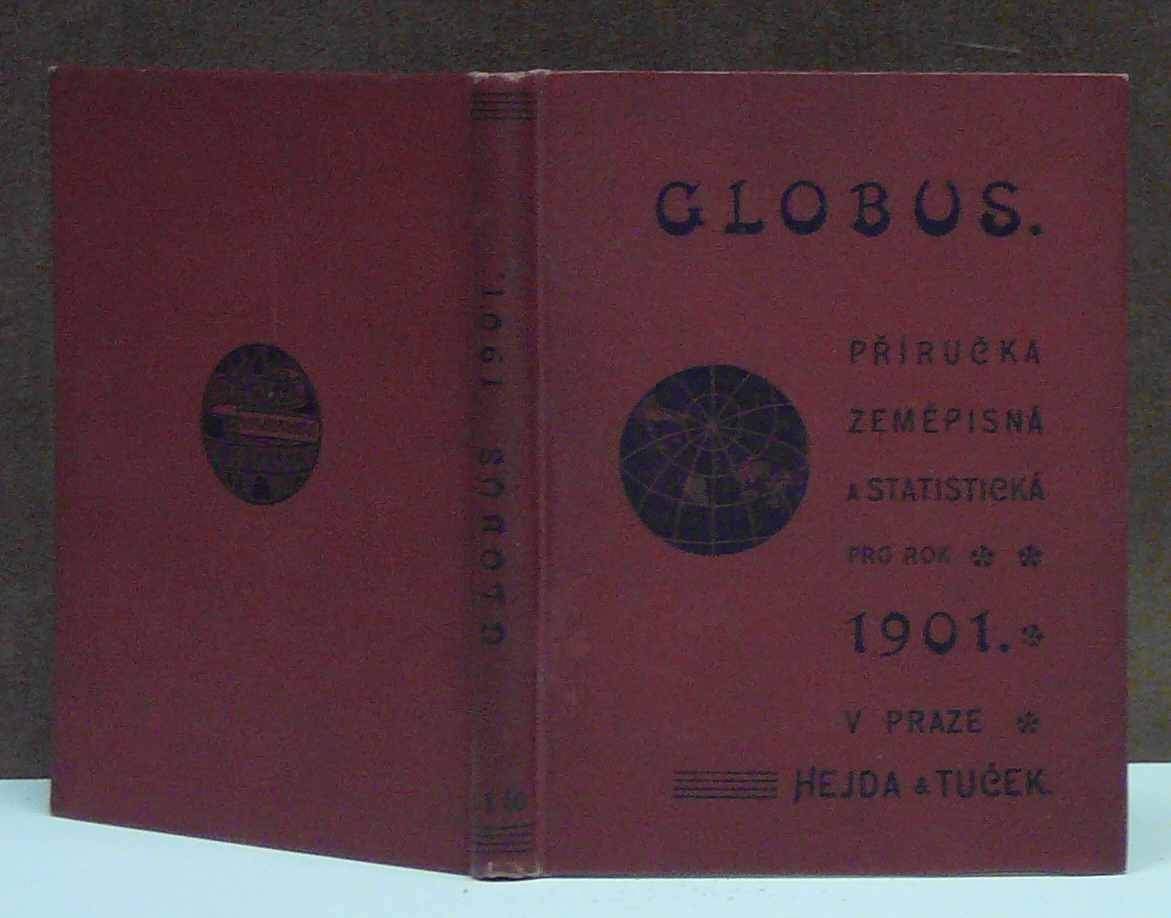 GLOBUS.
PŘÍRUČKA
ZEMĚPISNÁ
A STATISTICKÁ
PRO ROK
1901.
V PRAZE
HEJDA & TUČEK.
GLOBUS 1901.